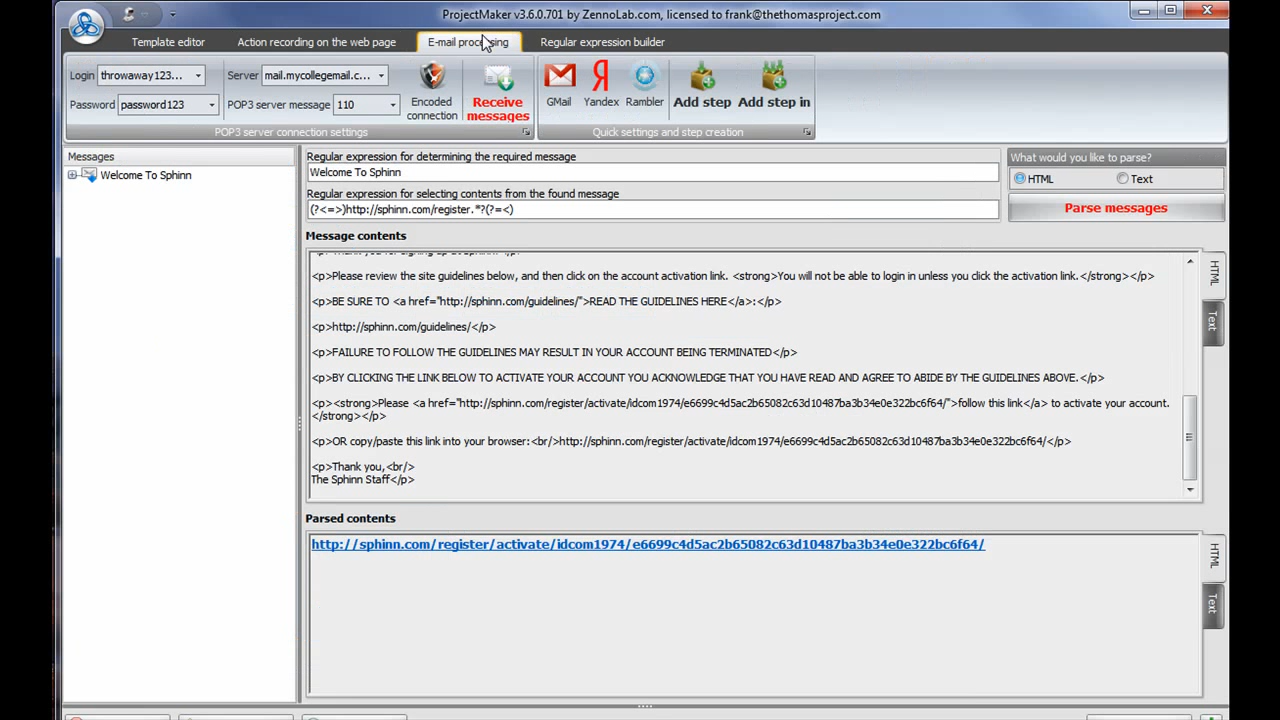 ProjectMaker v3.6.0.701 by ZennoLab.com, licensed to frank@thethomasproject.com
Template editor
Action recording on the web page
E-mail processing
Regular expression builder
Login
throwaway123...
Server
mail.mycollegemail.c...
Password
password123
POP3 server message
110
Encoded
connection
Receive
messages
GMail
Yandex
Rambler
Add step
Add step in
POP3 server connection settings
Quick settings and step creation
Messages
Welcome To Sphinn
Regular expression for determining the required message
Welcome To Sphinn
Regular expression for selecting contents from the found message
(?<=>)http://sphinn.com/register.*?(?=<)
What would you like to parse?
HTML
Text
Parse messages
Message contents
<p>Please review the site guidelines below, and then click on the account activation link. <strong>You will not be able to login in unless you click the activation link.</strong></p>
<p>BE SURE TO <a href="http://sphinn.com/guidelines/">READ THE GUIDELINES HERE</a>:</p>
<p>http://sphinn.com/guidelines/</p>
<p>FAILURE TO FOLLOW THE GUIDELINES MAY RESULT IN YOUR ACCOUNT BEING TERMINATED</p>
<p>BY CLICKING THE LINK BELOW TO ACTIVATE YOUR ACCOUNT YOU ACKNOWLEDGE THAT YOU HAVE READ AND AGREE TO ABIDE BY THE GUIDELINES ABOVE.</p>
<p><strong>Please <a href="http://sphinn.com/register/activate/idcom1974/e6699c4d5ac2b65082c63d10487ba3b34e0e322bc6f64/">follow this link</a> to activate your account.
</strong></p>
<p>OR copy/paste this link into your browser:<br/>http://sphinn.com/register/activate/idcom1974/e6699c4d5ac2b65082c63d10487ba3b34e0e322bc6f64/</p>
<p>Thank you,<br/>
The Sphinn Staff</p>
HTML
Text
Parsed contents
http://sphinn.com/register/activate/idcom1974/e6699c4d5ac2b65082c63d10487ba3b34e0e322bc6f64/
HTML
Text